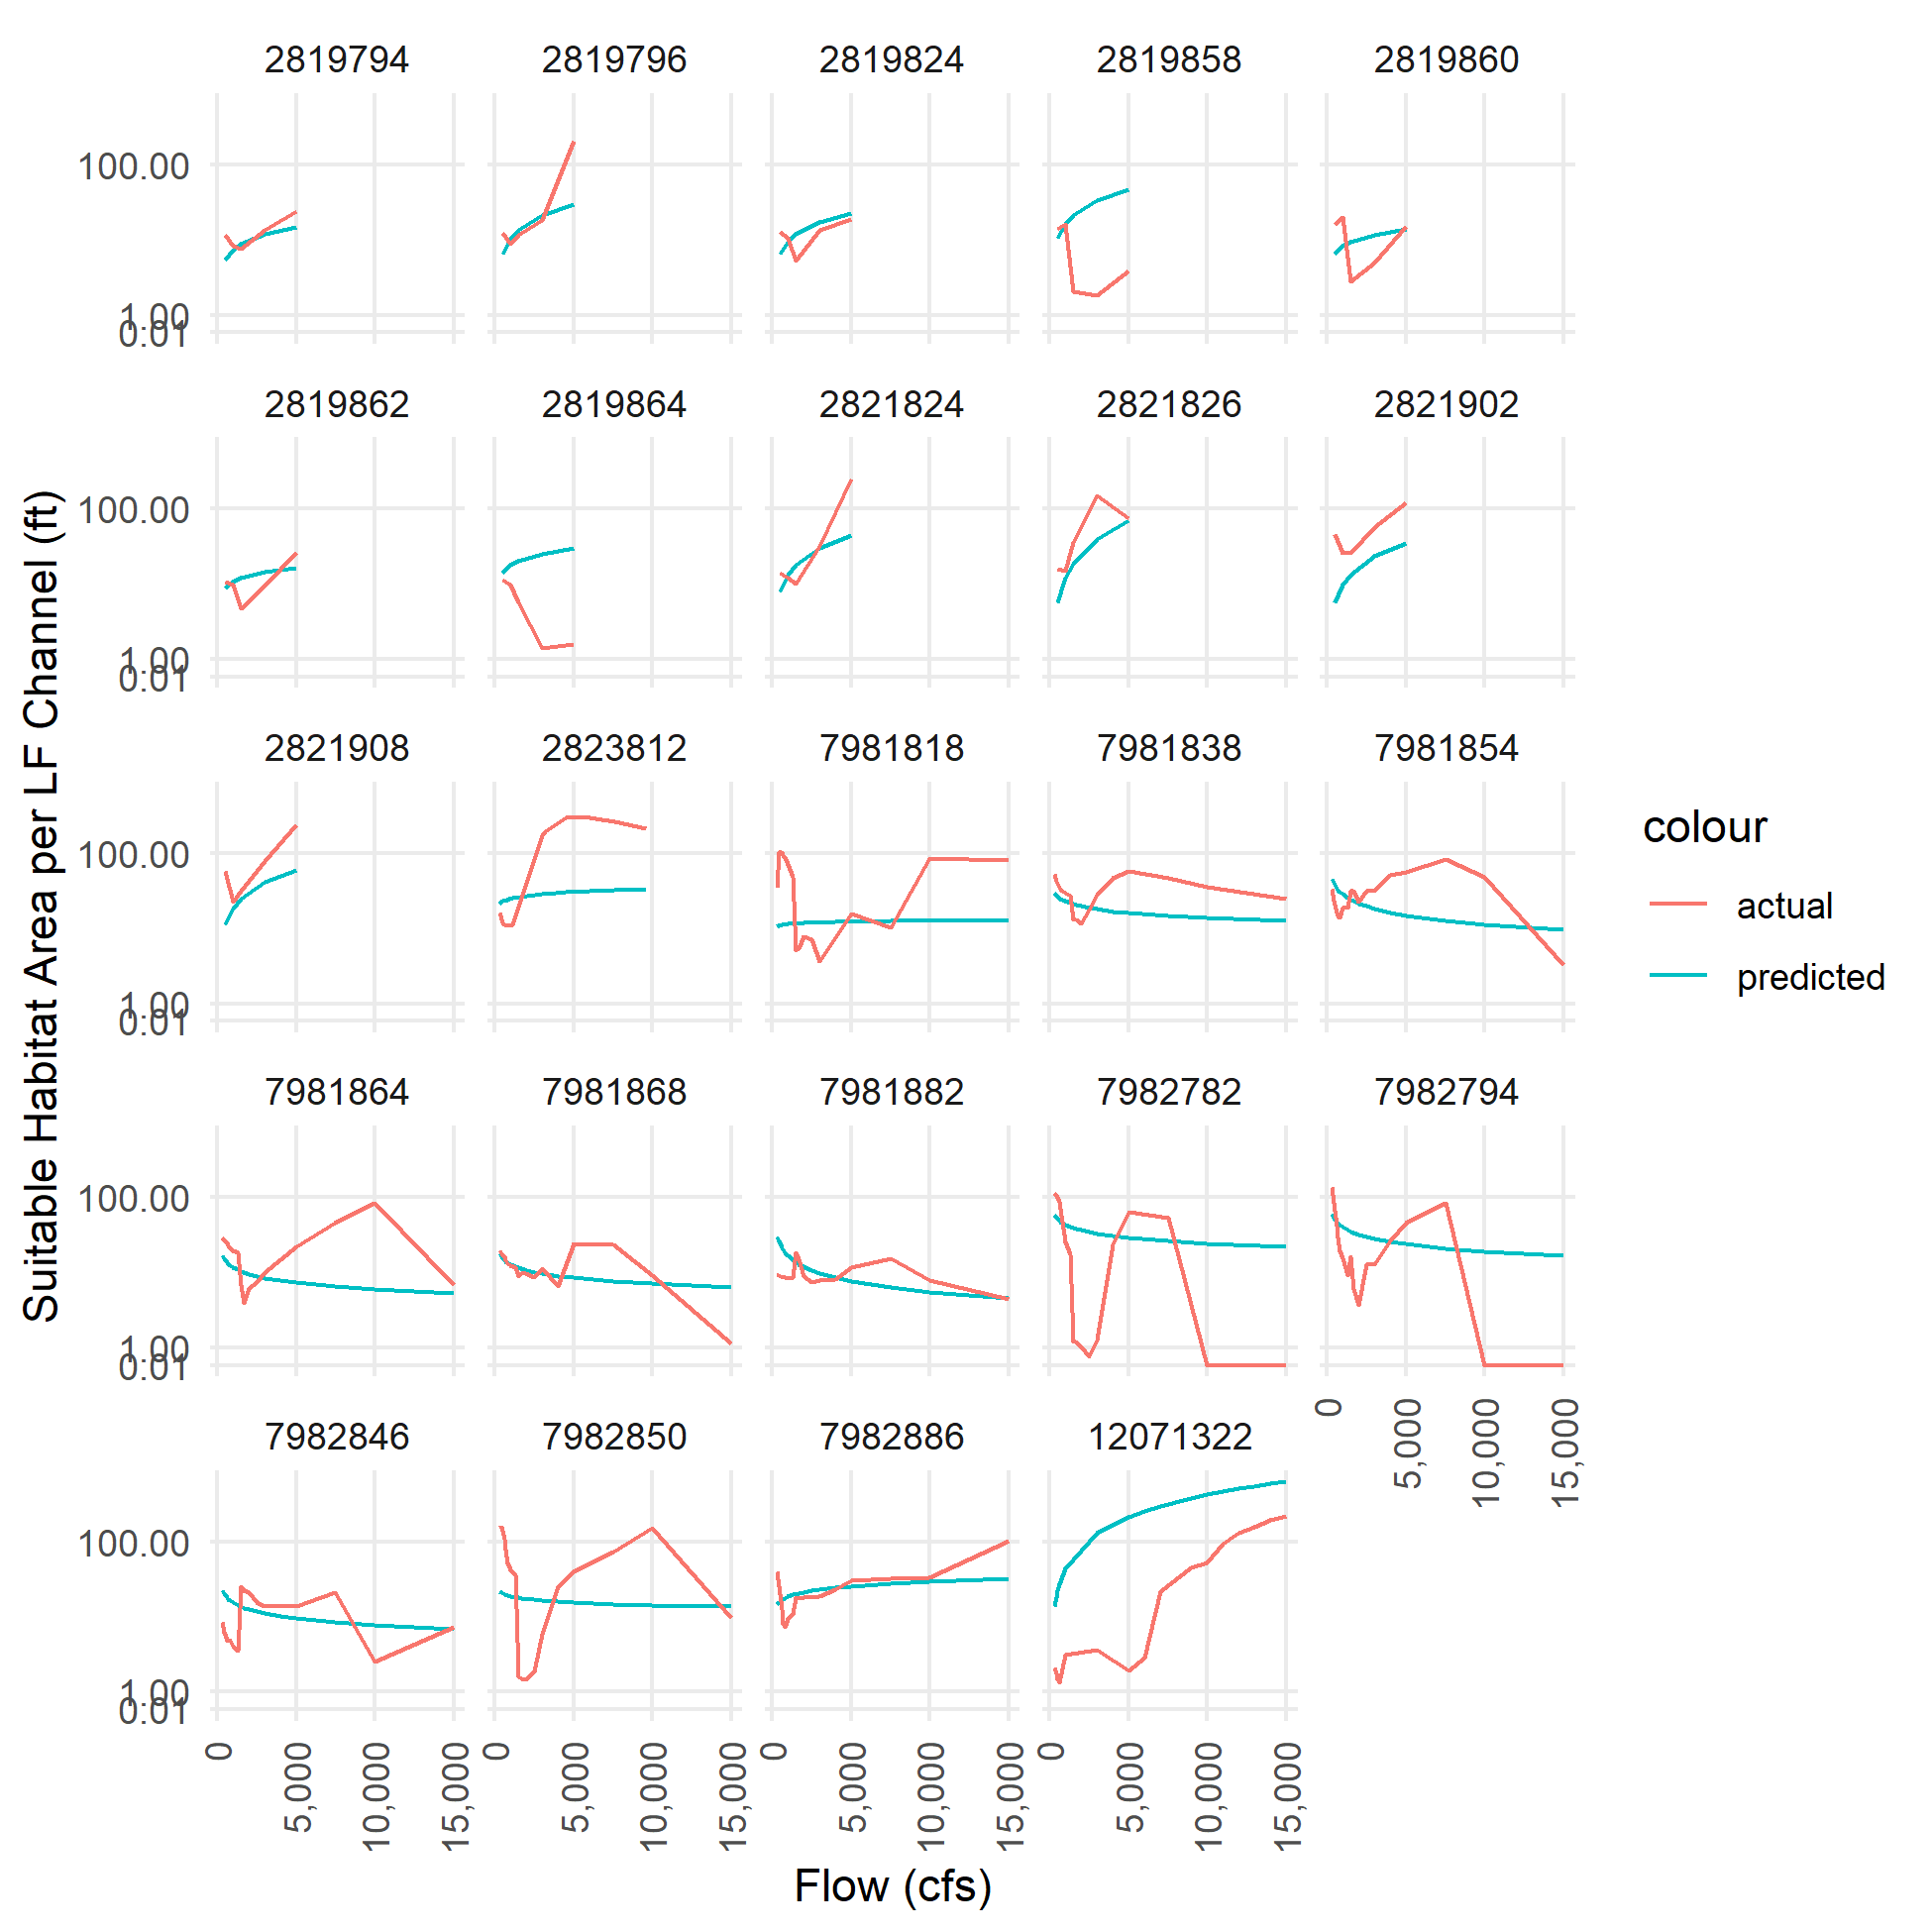 2819794 2819796 2819824 2819858 2819860
100.00
1.00
0.01
2819862 2819864 2821824 2821826 2821902
100.00
1.00
0.01
2821908 2823812 7981818 7981838 7981854
100.00
1.00
0.01
7981864 7981868 7981882 7982782 7982794
100.00
1.00
0.01
0 5,000 10,000 15,000
7982846 7982850 7982886 12071322
100.00
1.00
0.01
0 5,000 10,000 15,000 0 5,000 10,000 15,000 0 5,000 10,000 15,000 0 5,000 10,000 15,000
Flow (cfs)
Suitable Habitat Area per LF Channel (ft)
colour
actual
predicted